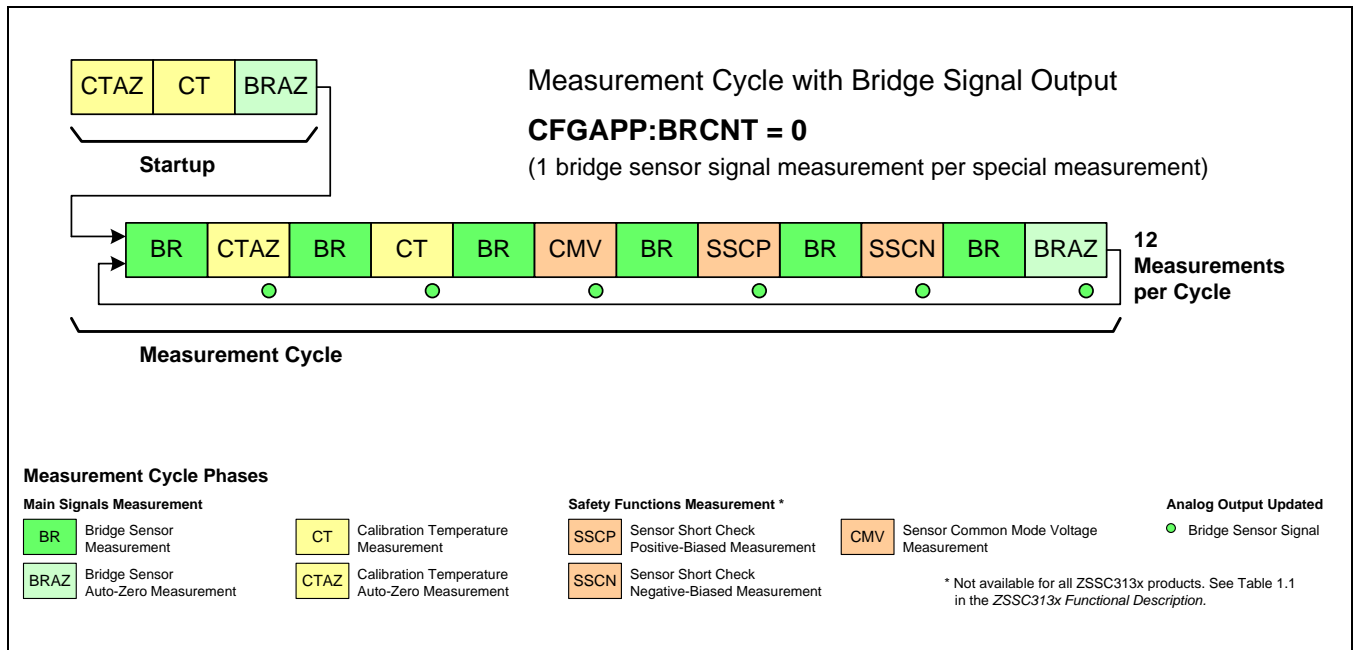 CTAZ CT BRAZ
Startup
Measurement Cycle with Bridge Signal Output
CFGAPP:BRCNT = 0
(1 bridge sensor signal measurement per special measurement)
BR CTAZ BR CT BR CMV BR SSCP BR SSCN BR BRAZ
12
Measurements
per Cycle
Measurement Cycle
Measurement Cycle Phases
Main Signals Measurement
BR
Bridge Sensor
Measurement
BRAZ
Bridge Sensor
Auto-Zero Measurement
CT
Calibration Temperature
Measurement
CTAZ
Calibration Temperature
Auto-Zero Measurement
Safety Functions Measurement *
SSCP
Sensor Short Check
Positive-Biased Measurement
SSCN
Sensor Short Check
Negative-Biased Measurement
CMV
Sensor Common Mode Voltage
Measurement
Analog Output Updated
Bridge Sensor Signal
* Not available for all ZSSC313x products. See Table 1.1
in the ZSSC313x Functional Description.